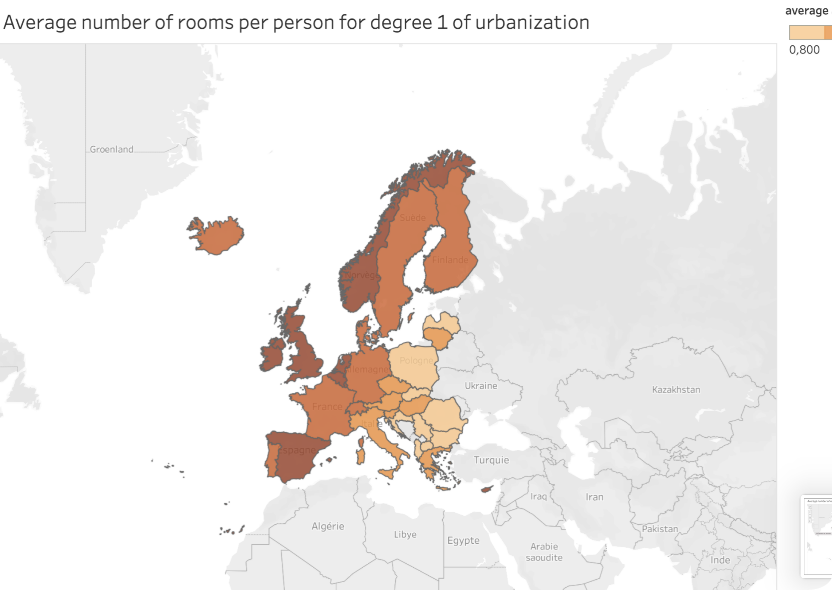 Average number of rooms per person for degree 1 of urbanization
average
0,800
Groenland
Suède
Norvège
Finlande
Pologne
Allemagne
Ukraine
Kazakhstan
France
Italie
Espagne
Turquie
Iraq
Iran
Algérie
Libye
Egypte
Pakistan
Arabie
saoudite
Inde